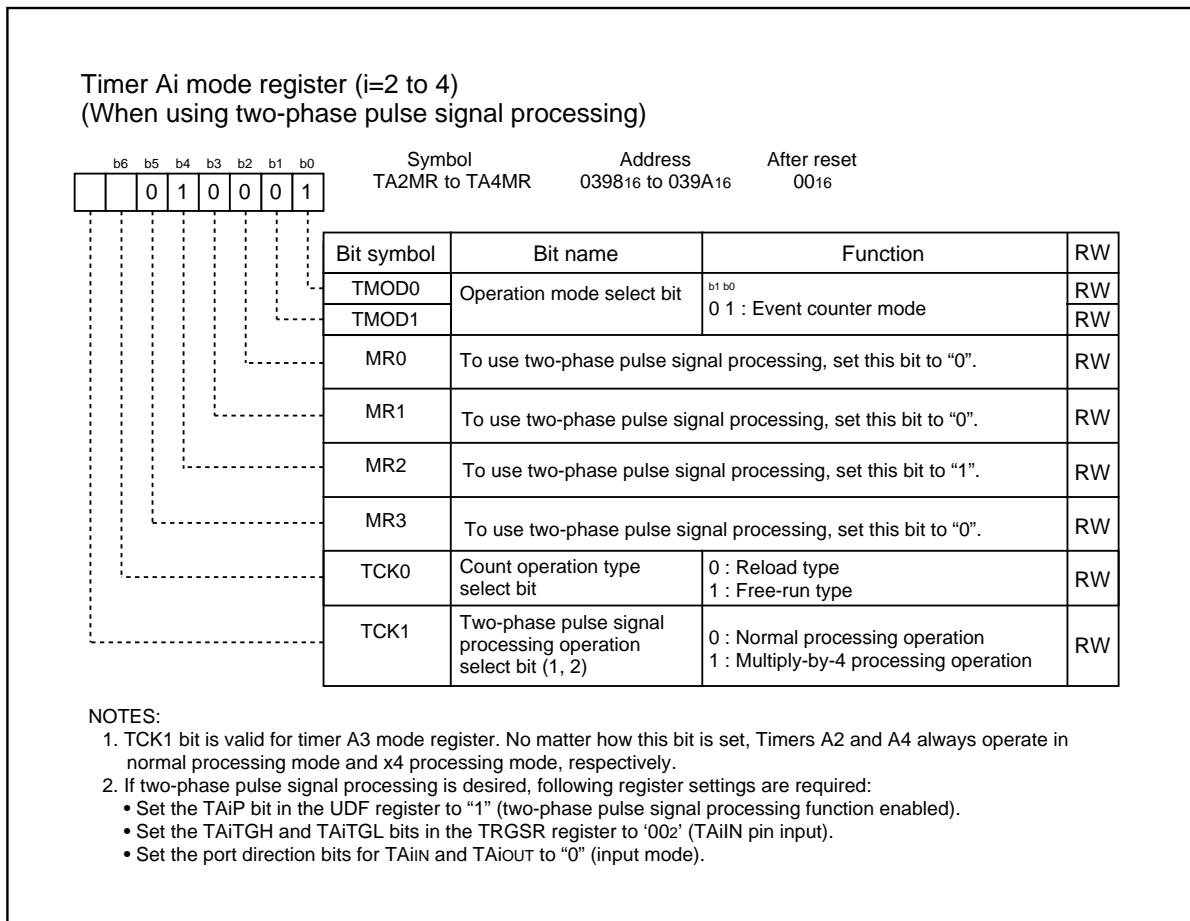 Timer Ai mode register (i=2 to 4)
(When using two-phase pulse signal processing)
b6 b5 b4 b3 b2 b1 b0
Symbol Address After reset
TA2MR to TA4MR 039816 to 039A16 0016
0 1 0 0 0 1
Bit symbol Bit name Function RW
TMOD0 Operation mode select bit b1 b0 RW
0 1 : Event counter mode
TMOD1 RW
MR0 To use two-phase pulse signal processing, set this bit to “0”. RW
MR1 To use two-phase pulse signal processing, set this bit to “0”. RW
MR2 To use two-phase pulse signal processing, set this bit to “1”. RW
MR3 To use two-phase pulse signal processing, set this bit to “0”. RW
TCK0 Count operation type 0 : Reload type RW
select bit 1 : Free-run type
TCK1 Two-phase pulse signal
processing operation 0 : Normal processing operation RW
select bit (1, 2) 1 : Multiply-by-4 processing operation
NOTES:
1. TCK1 bit is valid for timer A3 mode register. No matter how this bit is set, Timers A2 and A4 always operate in
normal processing mode and x4 processing mode, respectively.
2. If two-phase pulse signal processing is desired, following register settings are required:
• Set the TAiP bit in the UDF register to “1” (two-phase pulse signal processing function enabled).
• Set the TAiTGH and TAiTGL bits in the TRGSR register to ‘002’ (TAiIN pin input).
• Set the port direction bits for TAiIN and TAiOUT to “0” (input mode).